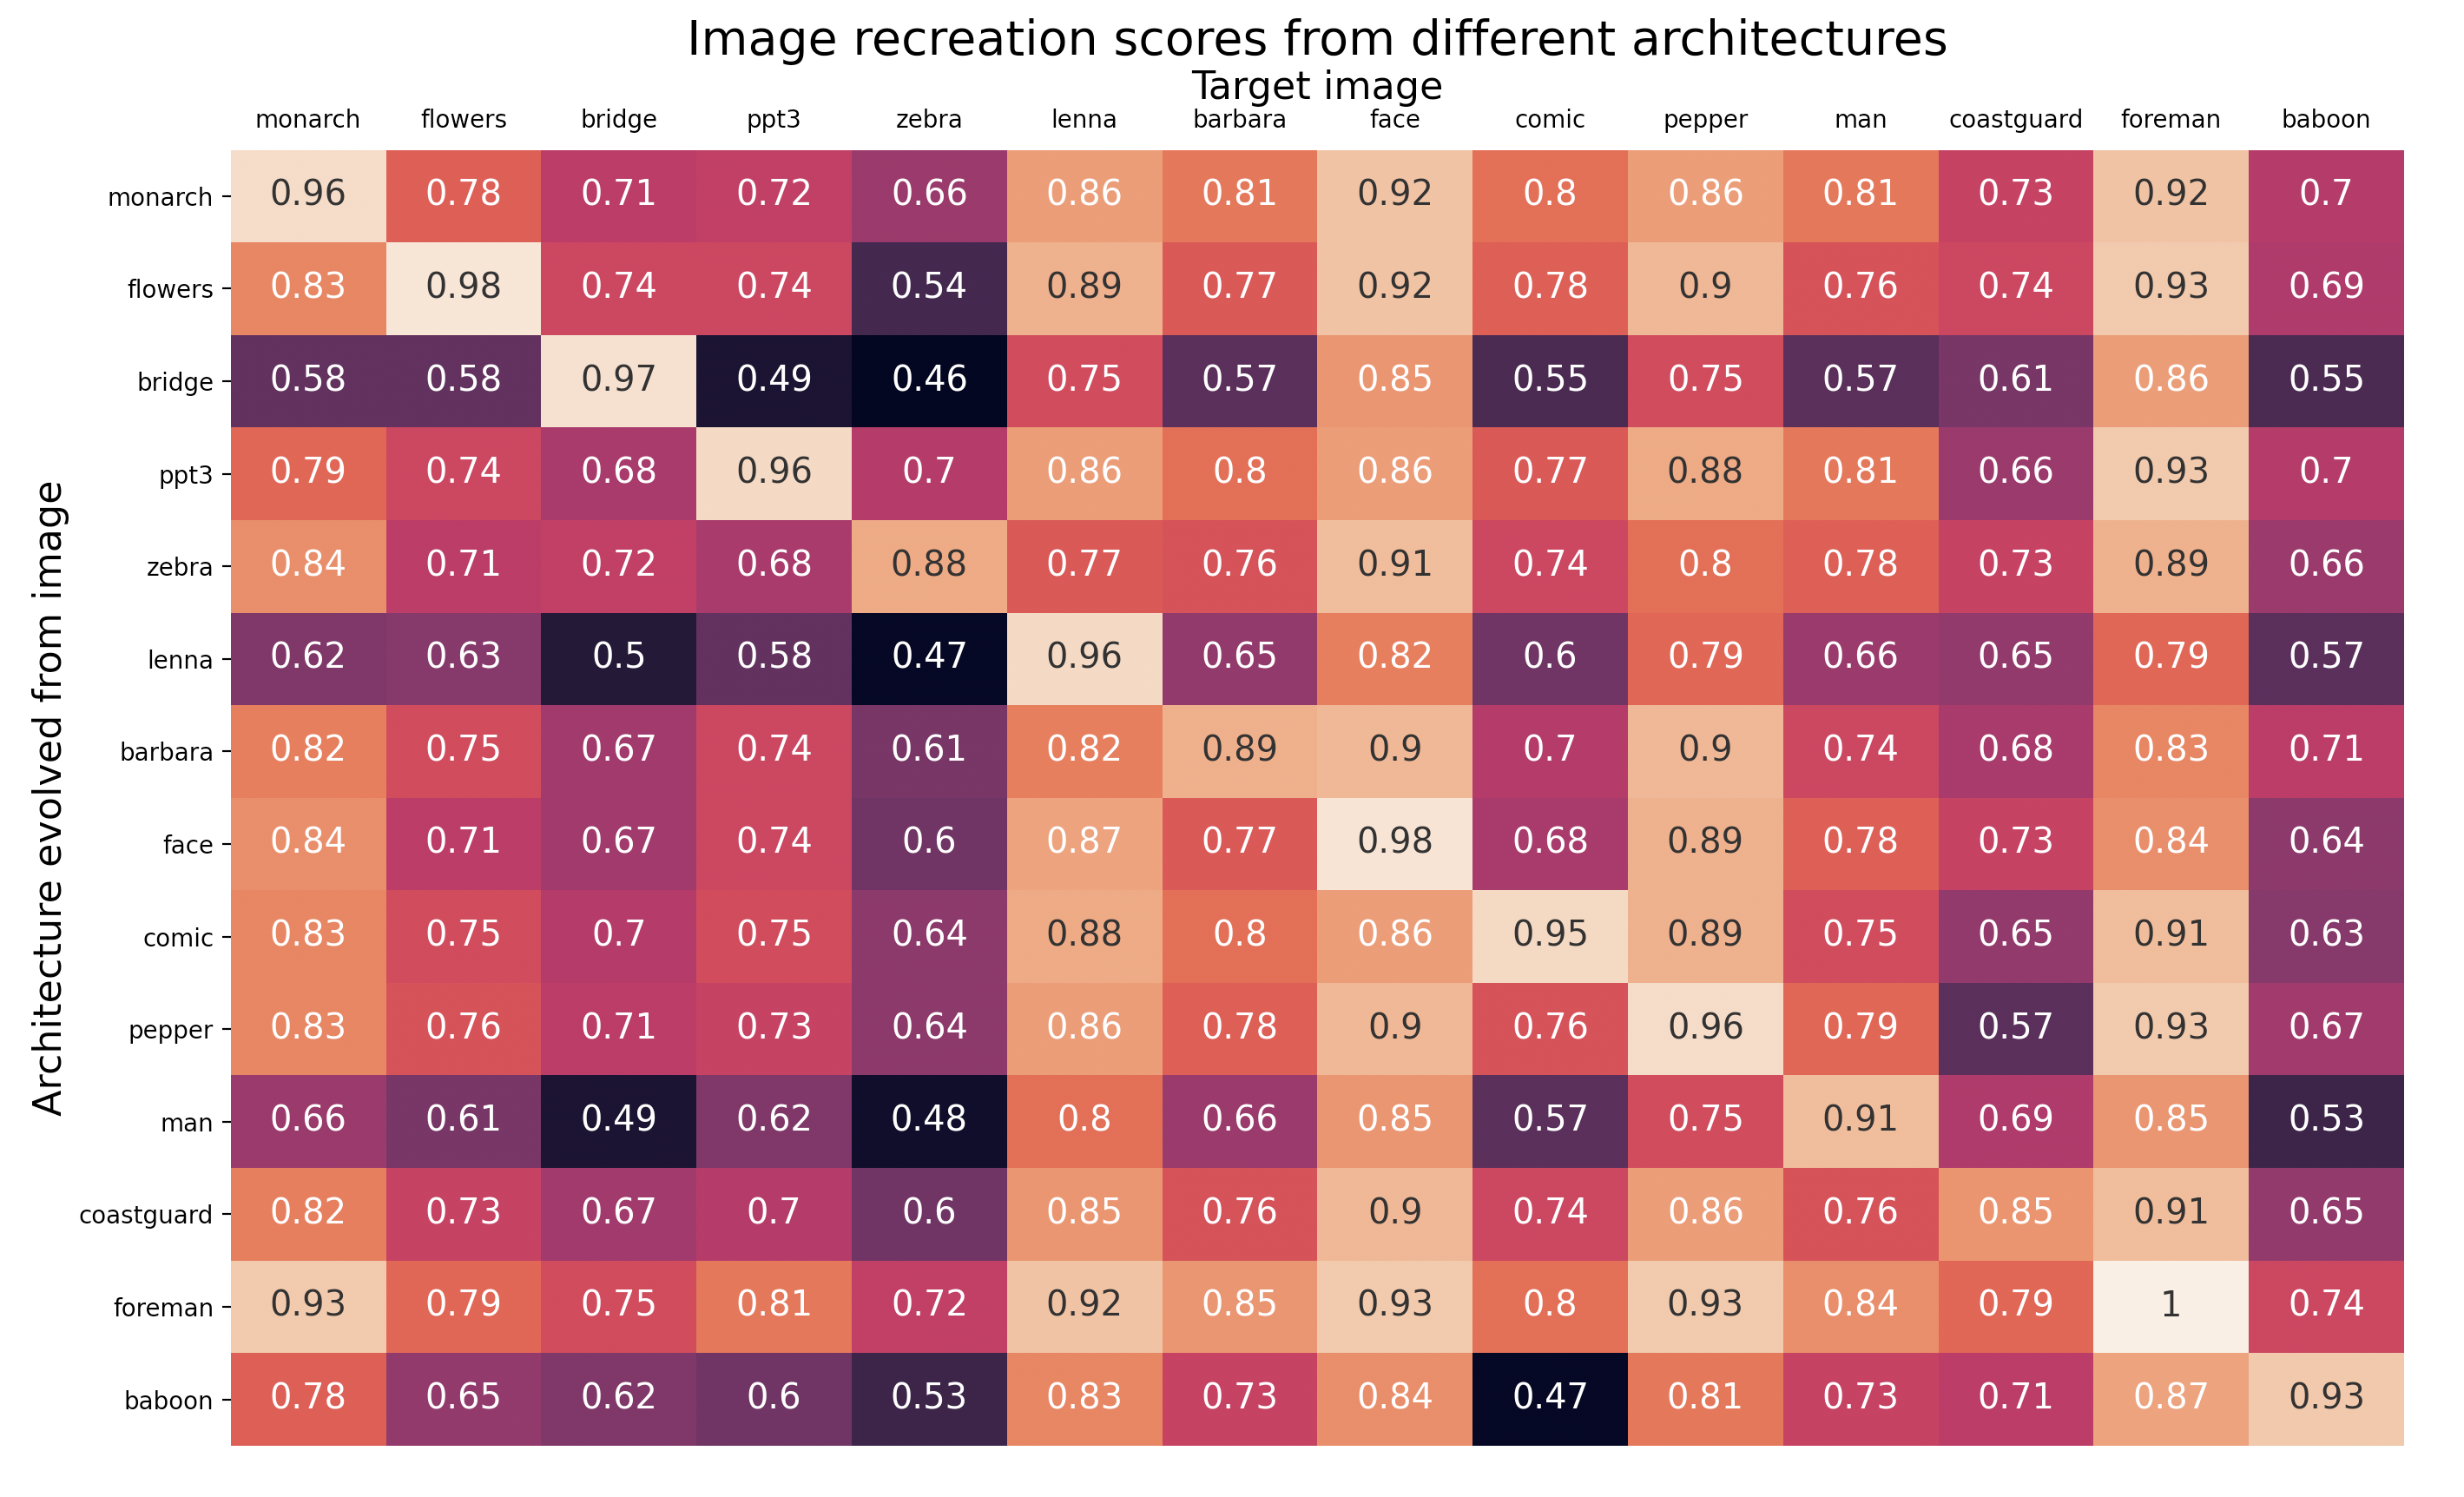 Image recreation scores from different architectures
Target image
monarch flowers bridge ppt3 zebra lenna barbara face comic pepper man coastguard foreman baboon
Architecture evolved from image
monarch 0.96 0.78 0.71 0.72 0.66 0.86 0.81 0.92 0.8 0.86 0.81 0.73 0.92 0.7
flowers 0.83 0.98 0.74 0.74 0.54 0.89 0.77 0.92 0.78 0.9 0.76 0.74 0.93 0.69
bridge 0.58 0.58 0.97 0.49 0.46 0.75 0.57 0.85 0.55 0.75 0.57 0.61 0.86 0.55
ppt3 0.79 0.74 0.68 0.96 0.7 0.86 0.8 0.86 0.77 0.88 0.81 0.66 0.93 0.7
zebra 0.84 0.71 0.72 0.68 0.88 0.77 0.76 0.91 0.74 0.8 0.78 0.73 0.89 0.66
lenna 0.62 0.63 0.5 0.58 0.47 0.96 0.65 0.82 0.6 0.79 0.66 0.65 0.79 0.57
barbara 0.82 0.75 0.67 0.74 0.61 0.82 0.89 0.9 0.7 0.9 0.74 0.68 0.83 0.71
face 0.84 0.71 0.67 0.74 0.6 0.87 0.77 0.98 0.68 0.89 0.78 0.73 0.84 0.64
comic 0.83 0.75 0.7 0.75 0.64 0.88 0.8 0.86 0.95 0.89 0.75 0.65 0.91 0.63
pepper 0.83 0.76 0.71 0.73 0.64 0.86 0.78 0.9 0.76 0.96 0.79 0.57 0.93 0.67
man 0.66 0.61 0.49 0.62 0.48 0.8 0.66 0.85 0.57 0.75 0.91 0.69 0.85 0.53
coastguard 0.82 0.73 0.67 0.7 0.6 0.85 0.76 0.9 0.74 0.86 0.76 0.85 0.91 0.65
foreman 0.93 0.79 0.75 0.81 0.72 0.92 0.85 0.93 0.8 0.93 0.84 0.79 1 0.74
baboon 0.78 0.65 0.62 0.6 0.53 0.83 0.73 0.84 0.47 0.81 0.73 0.71 0.87 0.93